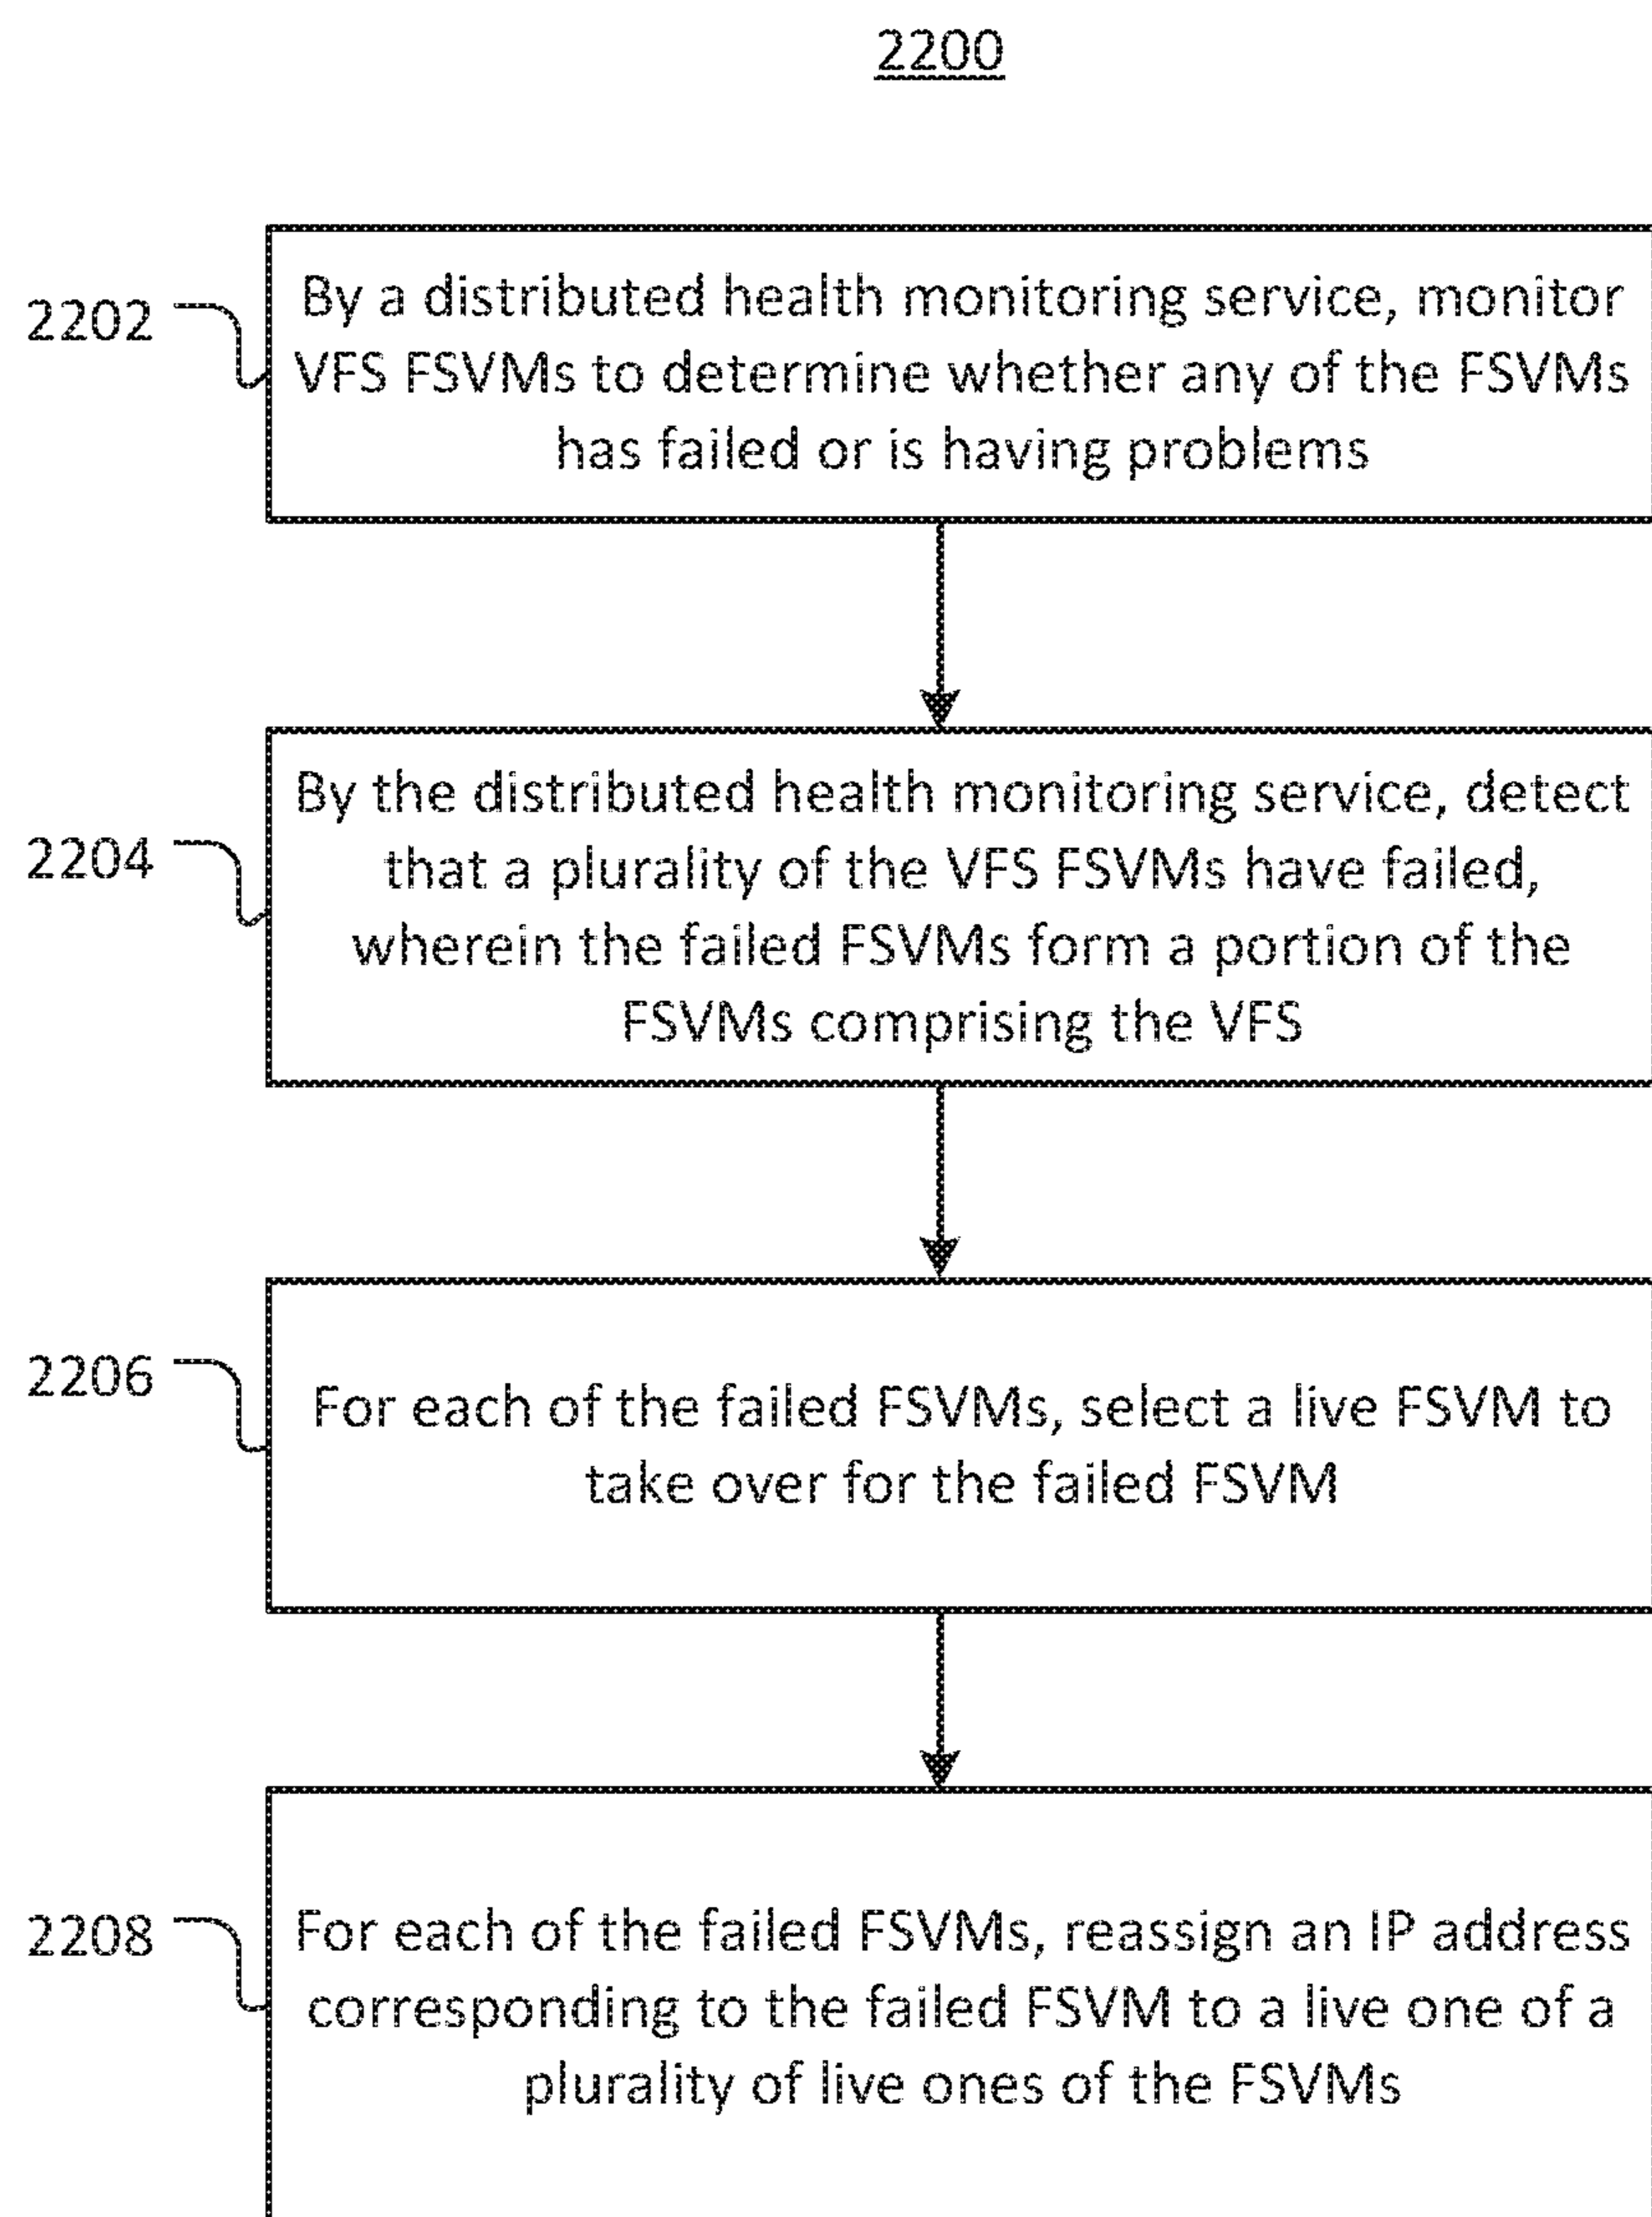 2200
2202
By a distributed health monitoring service, monitor
VFS FSVMs to determine whether any of the FSVMs
has failed or is having problems
2204
By the distributed health monitoring service, detect
that a plurality of the VFS FSVMs have failed,
wherein the failed FSVMs form a portion of the
FSVMs comprising the VFS
2206
For each of the failed FSVMs, select a live FSVM to
take over for the failed FSVM
2208
For each of the failed FSVMs, reassign an IP address
corresponding to the failed FSVM to a live one of a
plurality of live ones of the FSVMs